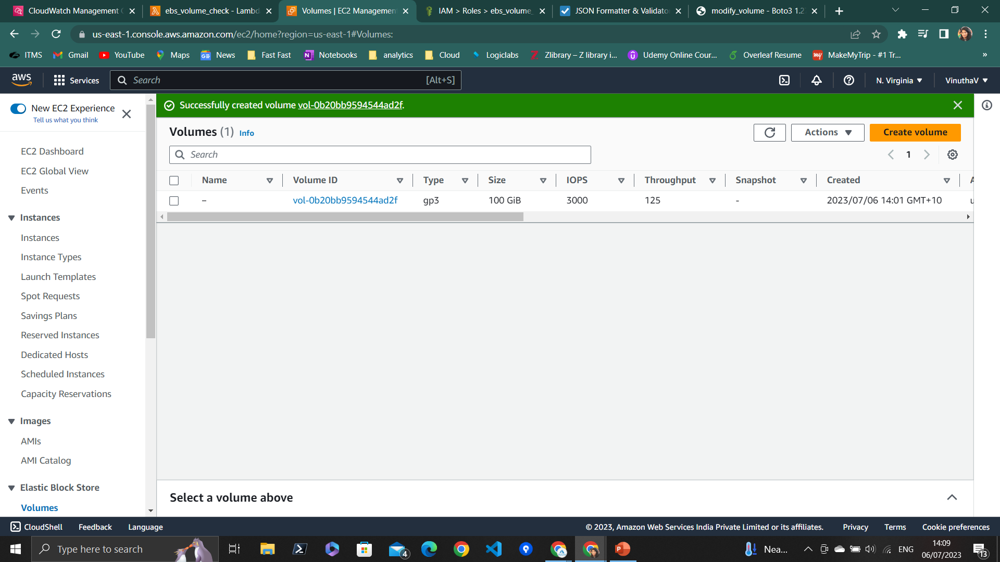 CloudWatch Management
ebs_volume_check - Lambd
Volumes | EC2 Management
IAM > Roles > ebs_volume_
JSON Formatter & Validato
modify_volume - Boto3 1.2
us-east-1.console.aws.amazon.com/ec2/home?region=us-east-1#Volumes:
ITMS
Gmail
YouTube
Maps
News
Fast Fast
Notebooks
analytics
Cloud
Logiclabs
Zlibrary – Z library i...
Udemy Online Cour...
Overleaf Resume
MakeMyTrip - #1 Tr...
»
aws
Services
Search
[Alt+S]
N. Virginia
VinuthaV
New EC2 Experience
Tell us what you think
EC2 Dashboard
EC2 Global View
Events
Instances
Instances
Instance Types
Launch Templates
Spot Requests
Savings Plans
Reserved Instances
Dedicated Hosts
Scheduled Instances
Capacity Reservations
Images
AMIs
AMI Catalog
Elastic Block Store
Volumes
Successfully created volume vol-0b20bb9594544ad2f.
Volumes (1) Info
Actions
Create volume
Search
1
Name Volume ID Type Size IOPS Throughput Snapshot Created
– vol-0b20bb9594544ad2f gp3 100 GiB 3000 125 - 2023/07/06 14:01 GMT+10
Select a volume above
CloudShell
Feedback
Language
© 2023, Amazon Web Services India Private Limited or its affiliates.
Privacy
Terms
Cookie preferences
Type here to search
4
Nea...
ENG
14:09
06/07/2023
13